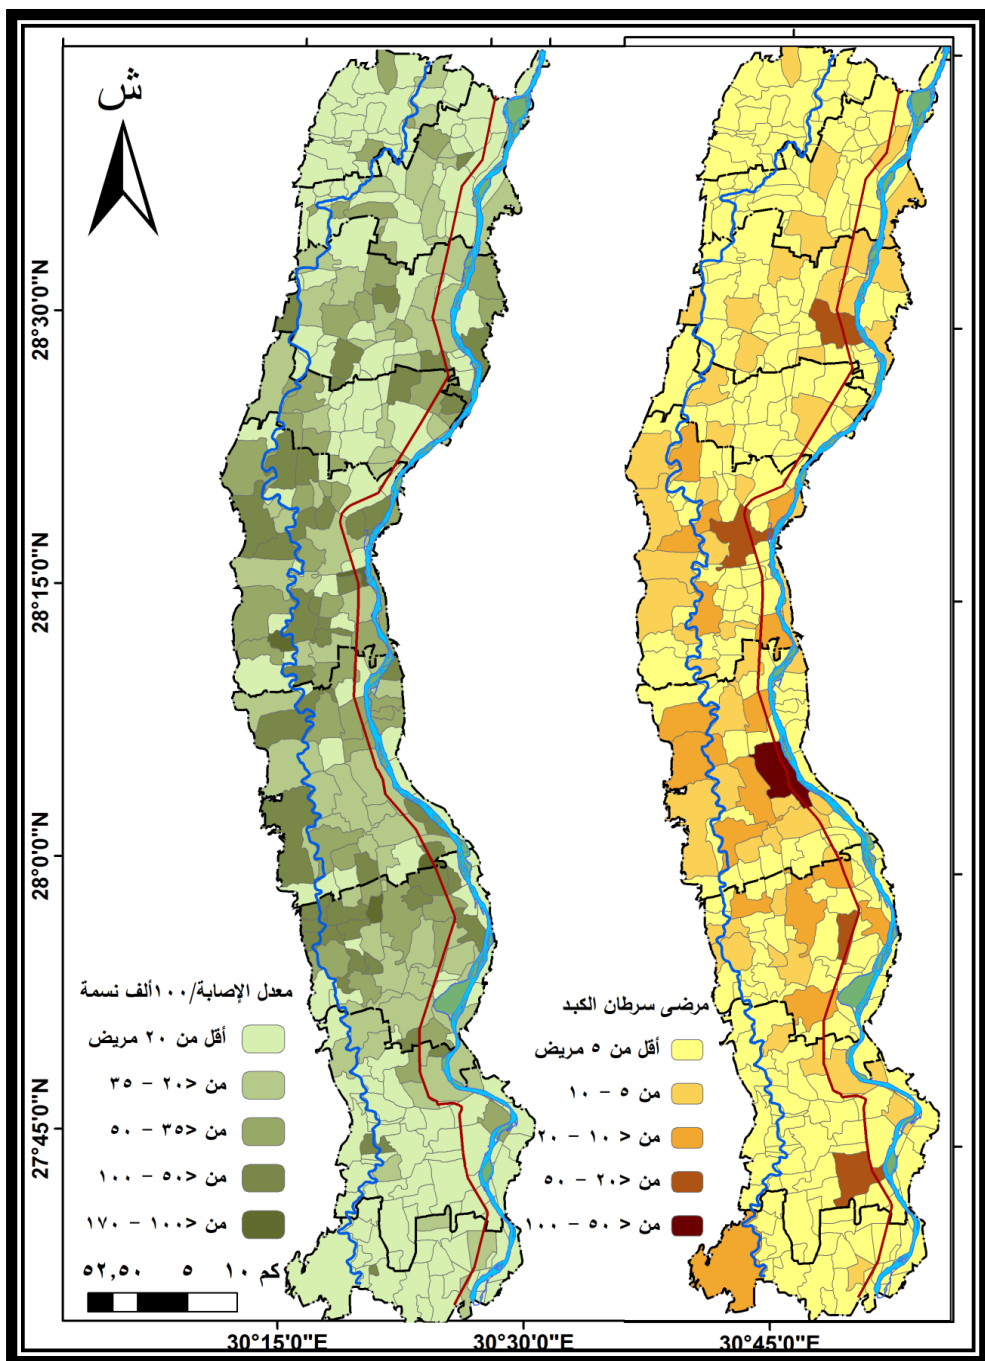 ش
28°30'0"N
28°15'0"N
28°0'0"N
27°45'0"N
معدل الإصابة/١٠٠ألف نسمة
أقل من ٢٠ مريض
من <٢٠ - ٣٥
من <٣٥ - ٥٠
من <٥٠ - ١٠٠
من <١٠٠ - ١٧٠
مرضى سرطان الكبد
أقل من ٥ مريض
من ٥ - ١٠
من < ١٠ - ٢٠
من <٢٠ - ٥٠
من < ٥٠ - ١٠٠
كم ١٠ ٥ ٥٢,٥٠
30°15'0"E
30°30'0"E
30°45'0"E